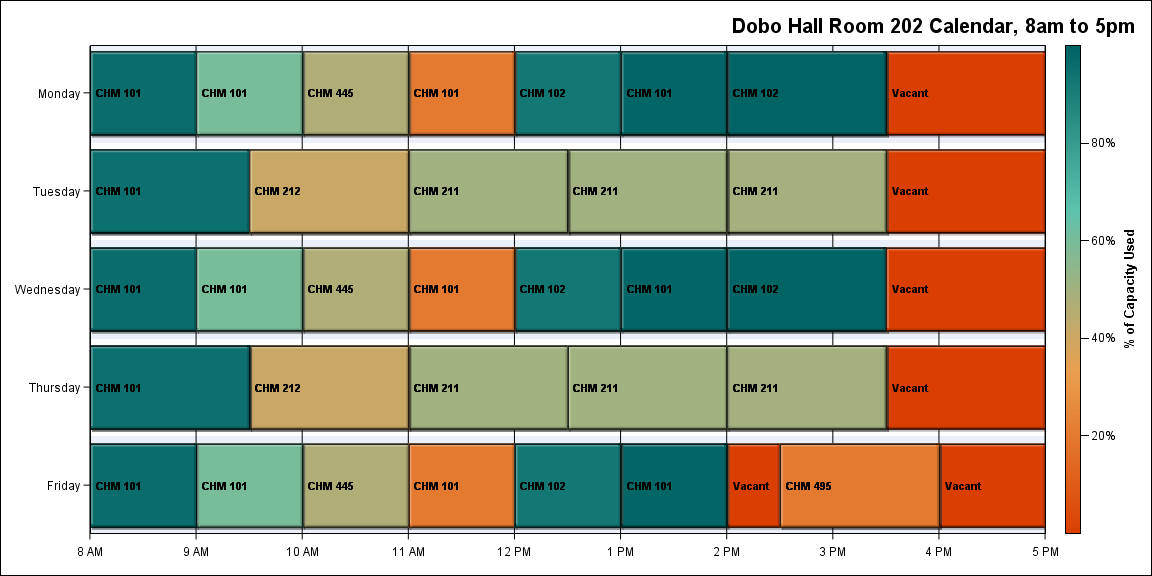 Dobo Hall Room 202 Calendar, 8am to 5pm
Monday CHM 101 CHM 101 CHM 445 CHM 101 CHM 102 CHM 101 CHM 102 Vacant
Tuesday CHM 101 CHM 212 CHM 211 CHM 211 CHM 211 Vacant
Wednesday CHM 101 CHM 101 CHM 445 CHM 101 CHM 102 CHM 101 CHM 102 Vacant
Thursday CHM 101 CHM 212 CHM 211 CHM 211 CHM 211 Vacant
Friday CHM 101 CHM 101 CHM 445 CHM 101 CHM 102 CHM 101 Vacant CHM 495 Vacant
8 AM 9 AM 10 AM 11 AM 12 PM 1 PM 2 PM 3 PM 4 PM 5 PM
80%
60%
40%
20%
% of Capacity Used